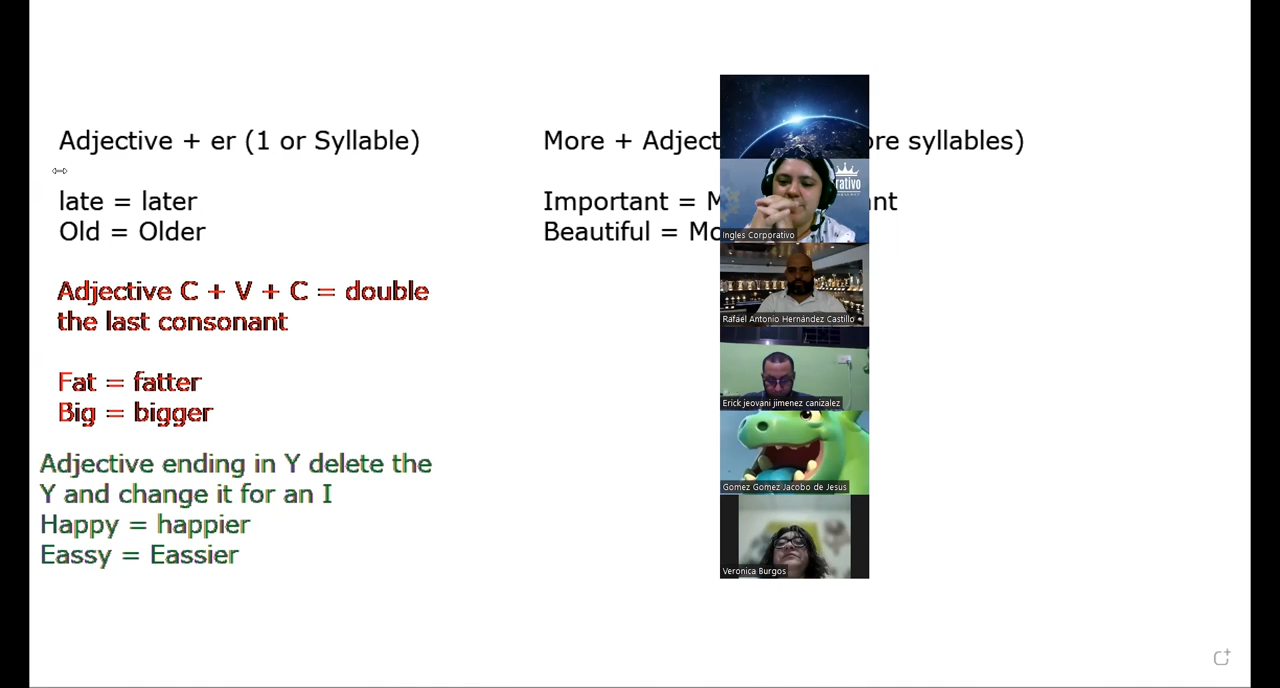 Adjective + er (1 or Syllable)
late = later
Old = Older
Adjective C + V + C = double
the last consonant
Fat = fatter
Big = bigger
Adjective ending in Y delete the
Y and change it for an I
Happy = happier
Eassy = Eassier
More + Adject ore syllables)
Important = M ant
Beautiful = Mo
rativo
Ingles Corporativo
Rafael Antonio Hernández Castillo
Erick jeovani jimenez canizalez
Gomez Gomez Jacobo de Jesus
Veronica Burgos